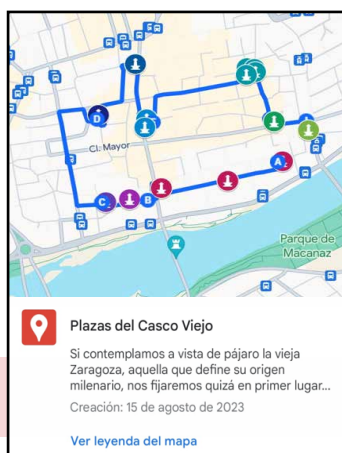 D
Cl. Mayor
A
C
B
Parque de
Macanaz
Plazas del Casco Viejo
Si contemplamos a vista de pájaro la vieja
Zaragoza, aquella que define su origen
milenario, nos fijaremos quizá en primer lugar...
Creación: 15 de agosto de 2023
Ver leyenda del mapa